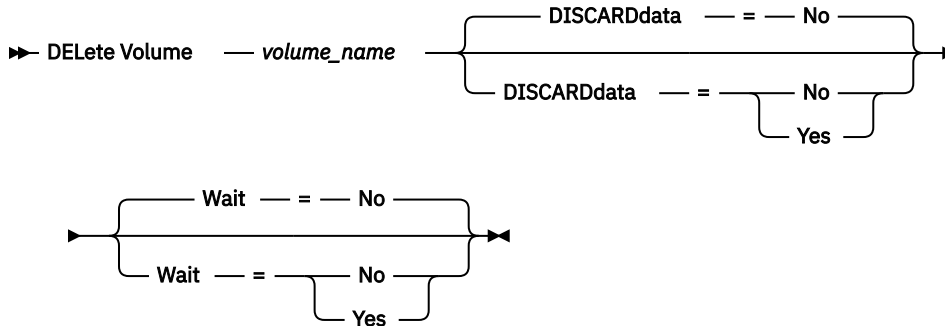 DISCARDdata = No
DELete Volume volume_name
DISCARDdata = No
Yes
Wait = No
Wait = No
Yes